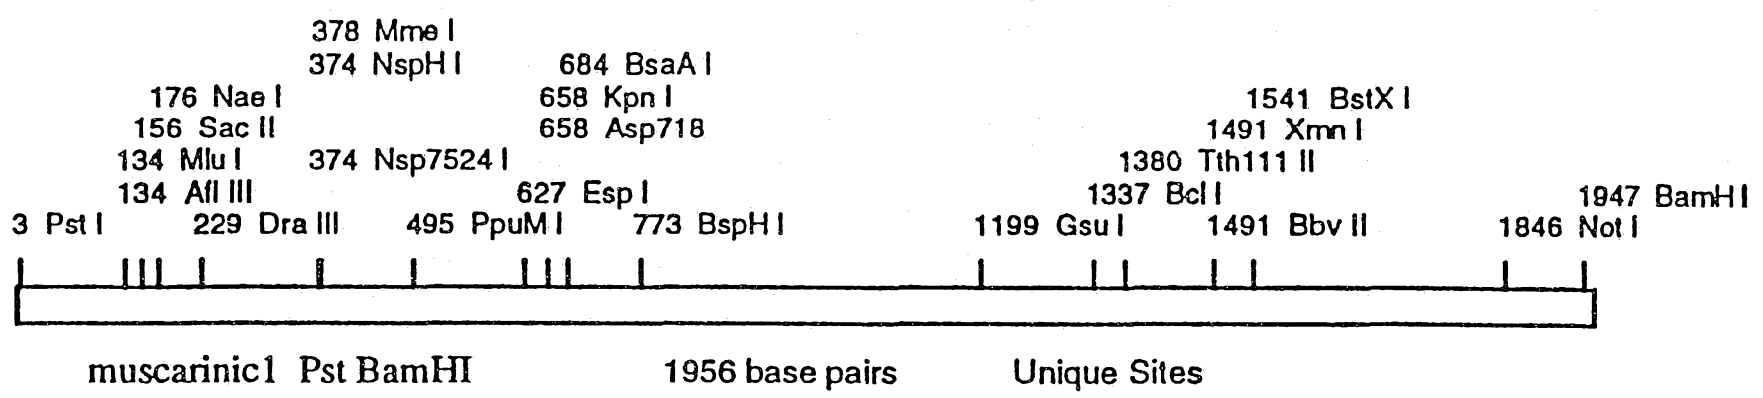 378 Mme I
374 NspH I 684 BsaA I
176 Nae I 658 Kpn I 1541 BstX I
156 Sac II 658 Asp718 1491 Xmn I
134 Mlu I 374 Nsp7524 I 1380 Tth111 II
134 Afl III 627 Esp I 1337 Bcl I 1947 BamH I
3 Pst I 229 Dra III 495 PpuM I 773 BspH I 1199 Gsu I 1491 Bbv II 1846 Not I
muscarinic1 Pst BamHI 1956 base pairs Unique Sites